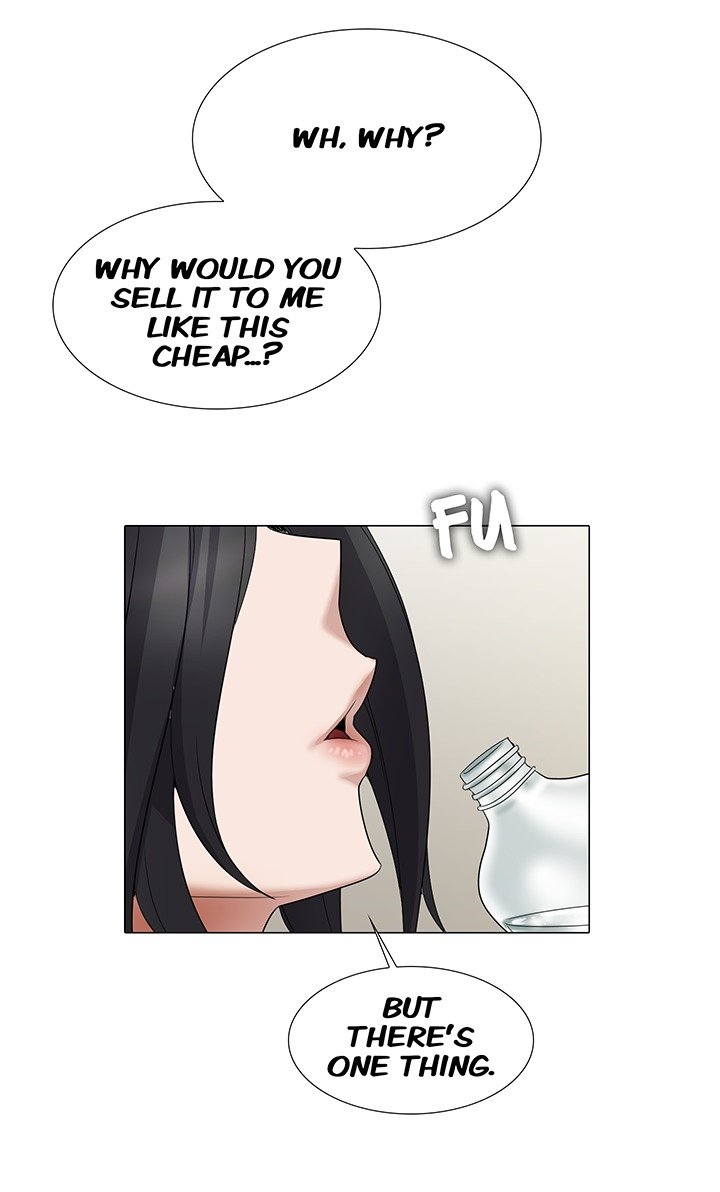 WH, WHY?
WHY WOULD YOU
SELL IT TO ME
LIKE THIS
CHEAP...?
FU
BUT
THERE'S
ONE THING.